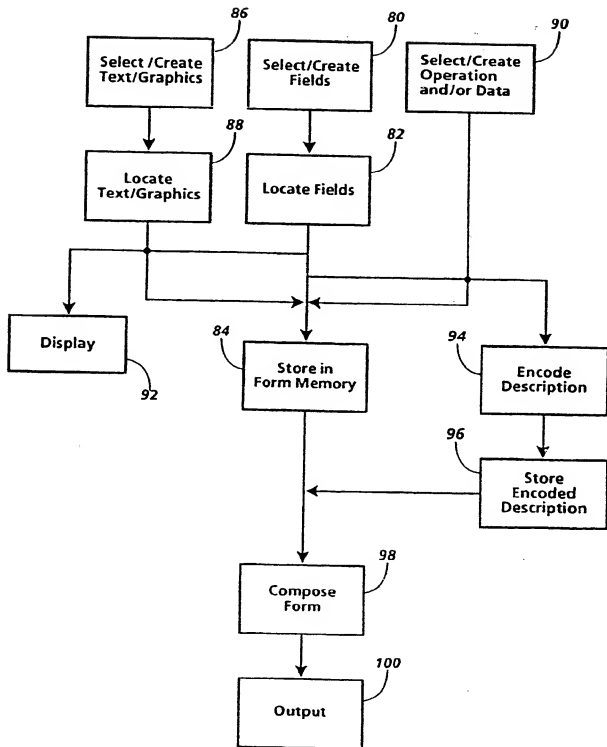 86
80
90
Select /Create
Text/Graphics
Select/Create
Fields
Select/Create
Operation
and/or Data
88
82
Locate
Text/Graphics
Locate Fields
Display
92
84
Store in
Form Memory
94
Encode
Description
96
Store
Encoded
Description
98
Compose
Form
100
Output